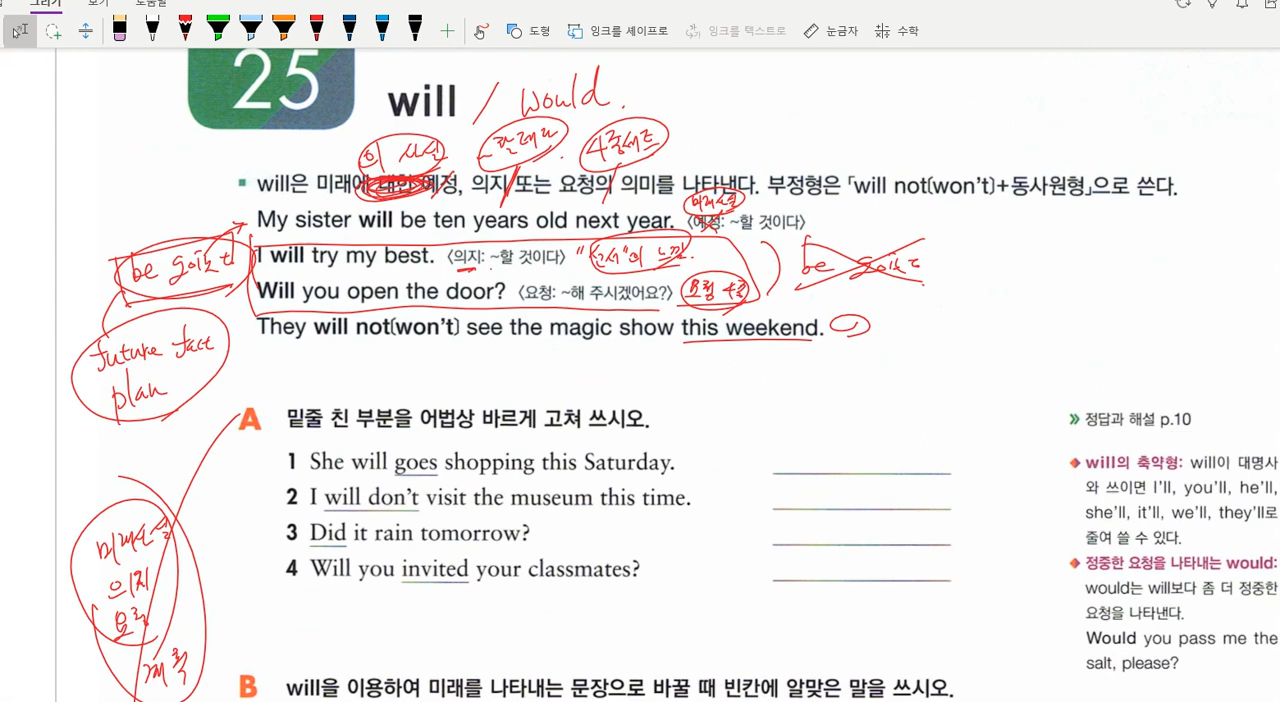 그리기 보기 도움말
도형 잉크를 셰이프로 잉크를 텍스트로 눈금자 수학
25
will / would.
의 사실 ~할래요. 4종세트
will은 미래에 대한 예정, 의지 또는 요청의 의미를 나타낸다. 부정형은 「will not(won't)+동사원형」으로 쓴다.
미래사실
My sister will be ten years old next year. 〈예정: ~할 것이다〉
I will try my best. 〈의지: ~할 것이다〉 "선서"의 느낌.
be going to
be going to
Will you open the door? 〈요청: ~해 주시겠어요?〉 요청 4종
They will not(won't) see the magic show this weekend.
future fact
plan
A 밑줄 친 부분을 어법상 바르게 고쳐 쓰시오.
1 She will goes shopping this Saturday.
2 I will don't visit the museum this time.
3 Did it rain tomorrow?
4 Will you invited your classmates?
미래사실
의지
요청
계획
정답과 해설 p.10
will의 축약형: will이 대명사
와 쓰이면 I'll, you'll, he'll,
she'll, it'll, we'll, they'll로
줄여 쓸 수 있다.
정중한 요청을 나타내는 would:
would는 will보다 좀 더 정중한
요청을 나타낸다.
Would you pass me the
salt, please?
B will을 이용하여 미래를 나타내는 문장으로 바꿀 때 빈칸에 알맞은 말을 쓰시오.